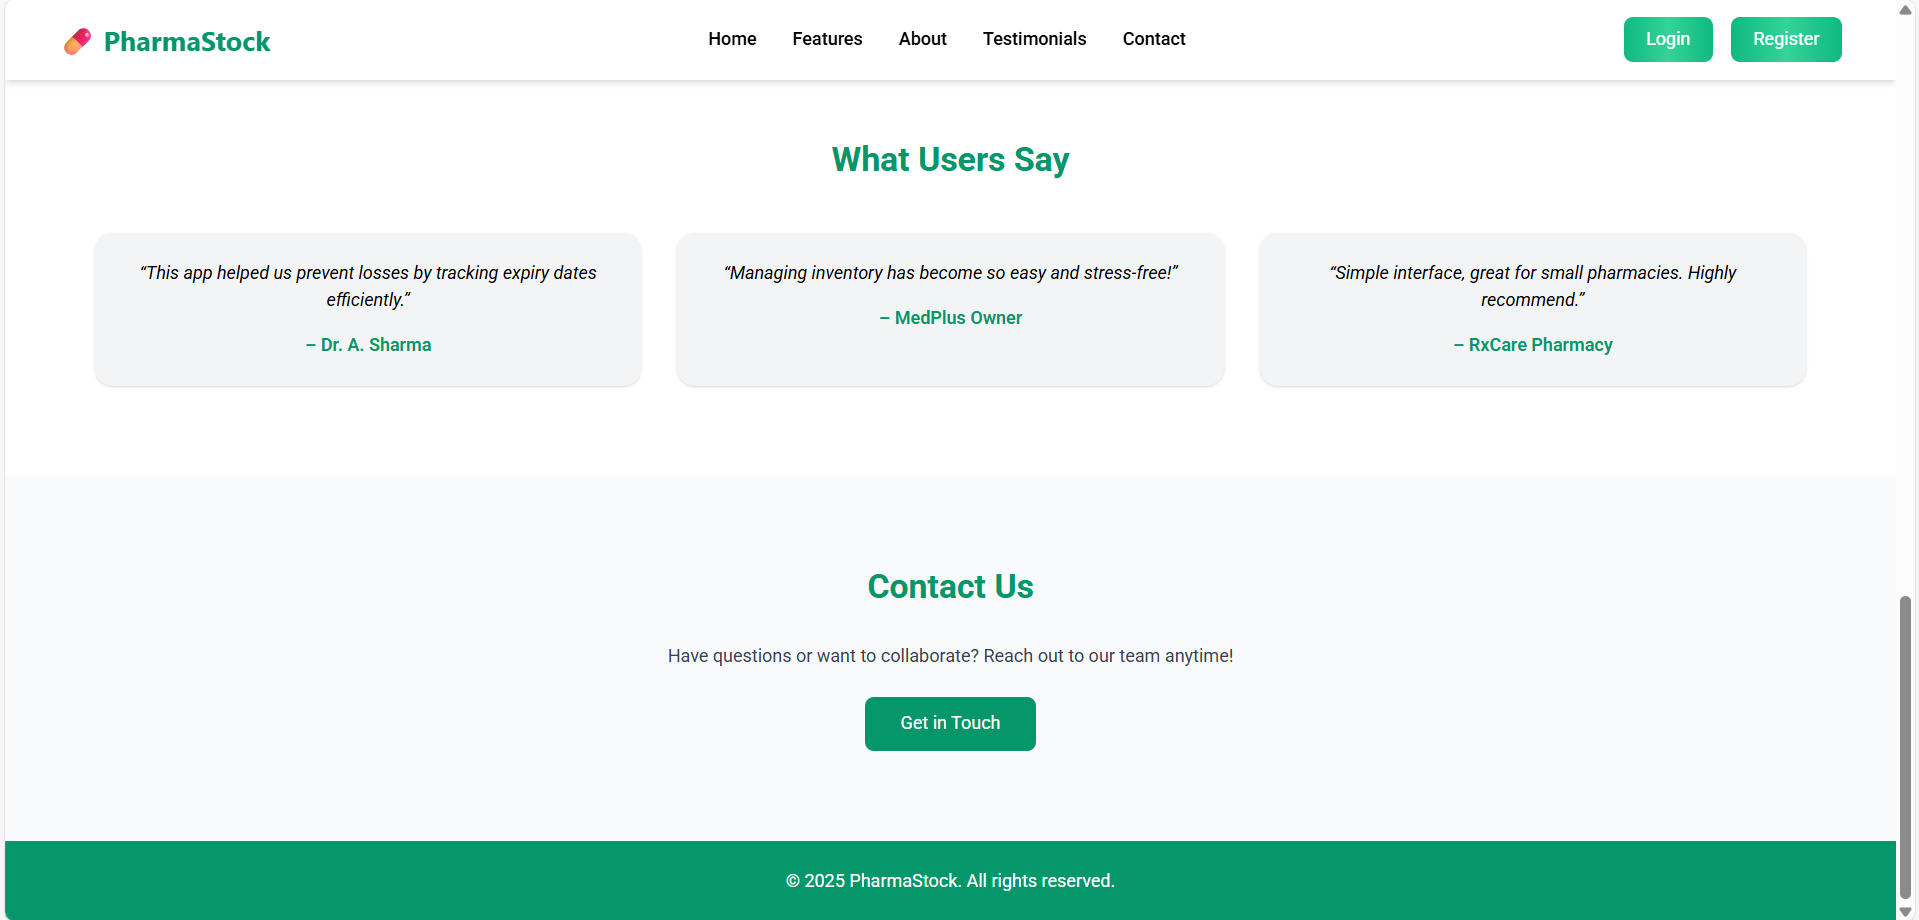 PharmaStock
Home Features About Testimonials Contact
Login Register
What Users Say
“This app helped us prevent losses by tracking expiry dates
efficiently.”
– Dr. A. Sharma
“Managing inventory has become so easy and stress-free!”
– MedPlus Owner
“Simple interface, great for small pharmacies. Highly
recommend.”
– RxCare Pharmacy
Contact Us
Have questions or want to collaborate? Reach out to our team anytime!
Get in Touch
© 2025 PharmaStock. All rights reserved.